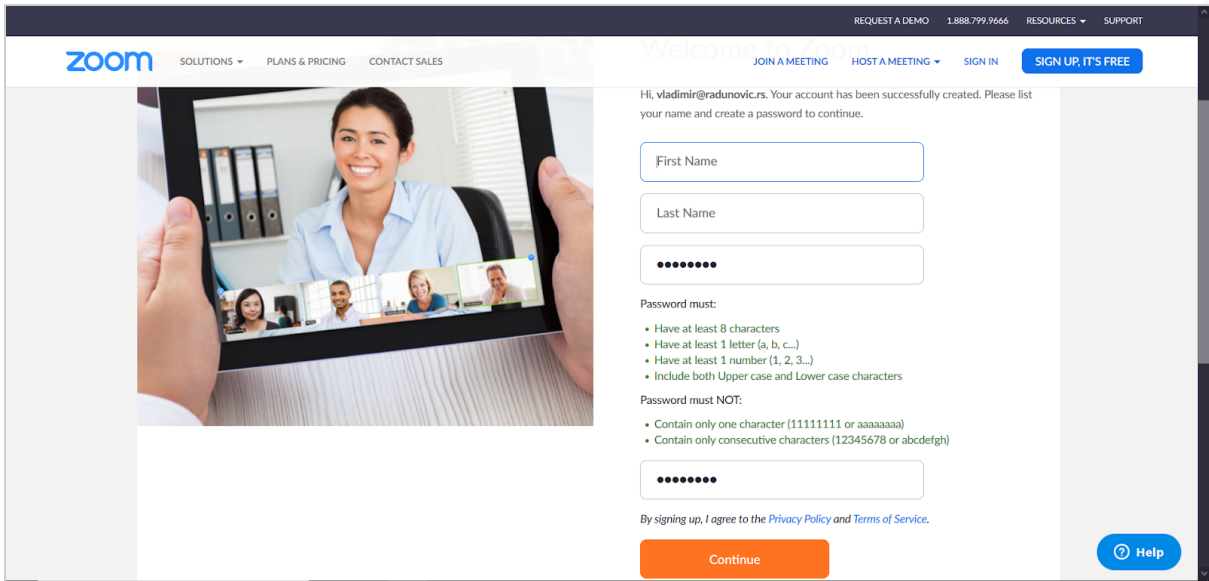 REQUEST A DEMO 1.888.799.9666 RESOURCES SUPPORT
Welcome to Zoom
zoom SOLUTIONS PLANS & PRICING CONTACT SALES JOIN A MEETING HOST A MEETING SIGN IN SIGN UP, IT'S FREE
Hi, vladimir@radunovic.rs. Your account has been successfully created. Please list
your name and create a password to continue.
First Name
Last Name
••••••••
Password must:
• Have at least 8 characters
• Have at least 1 letter (a, b, c...)
• Have at least 1 number (1, 2, 3...)
• Include both Upper case and Lower case characters
Password must NOT:
• Contain only one character (11111111 or aaaaaaaa)
• Contain only consecutive characters (12345678 or abcdefgh)
••••••••
By signing up, I agree to the Privacy Policy and Terms of Service.
Continue
Help